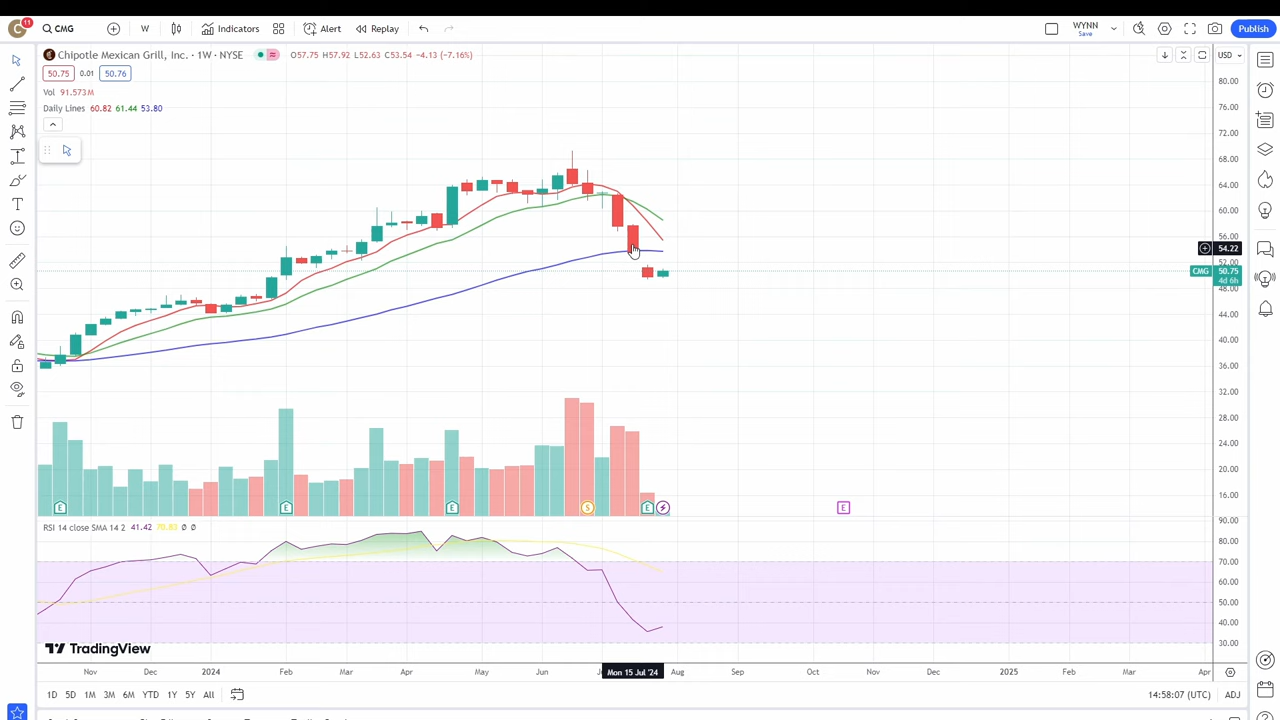 C 11 CMG W Indicators Alert Replay WYNN Save Publish
Chipotle Mexican Grill, Inc. · 1W · NYSE O57.75 H57.92 L52.63 C53.54 −4.13 (−7.16%) USD
50.75 0.01 50.76
Vol 91.573M
Daily Lines 60.82 61.44 53.80
80.00
76.00
72.00
68.00
64.00
60.00
56.00
54.22
52.00
CMG 50.75
4d 6h
48.00
44.00
40.00
36.00
32.00
28.00
24.00
20.00
16.00
E E E S E E
RSI 14 close SMA 14 2 41.42 70.83 Ø Ø
90.00
80.00
70.00
60.00
50.00
40.00
30.00
TradingView
Nov Dec 2024 Feb Mar Apr May Jun Mon 15 Jul '24 Aug Sep Oct Nov Dec 2025 Feb Mar Apr
1D 5D 1M 3M 6M YTD 1Y 5Y All 14:58:07 (UTC) ADJ